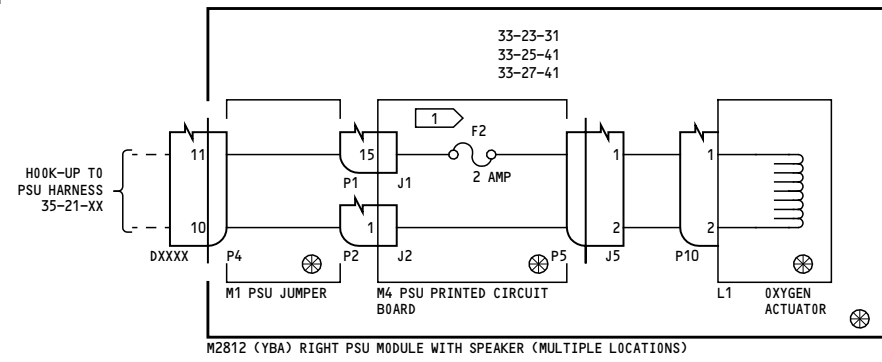 33-23-31
33-25-41
33-27-41
1
F2
2 AMP
11
15
1
1
HOOK-UP TO
PSU HARNESS
35-21-XX
P1
J1
10
1
2
2
DXXXX
P4
P2
J2
P5
J5
P10
M1 PSU JUMPER
M4 PSU PRINTED CIRCUIT
BOARD
L1
OXYGEN
ACTUATOR
M2812 (YBA) RIGHT PSU MODULE WITH SPEAKER (MULTIPLE LOCATIONS)